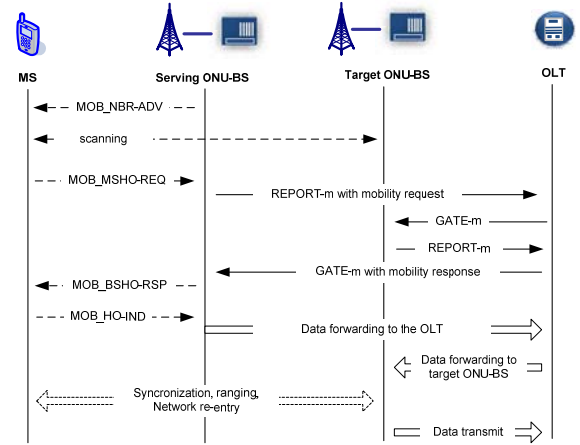 MS
Serving ONU-BS
Target ONU-BS
OLT
MOB_NBR-ADV
scanning
MOB_MSHO-REQ
REPORT-m with mobility request
GATE-m
REPORT-m
GATE-m with mobility response
MOB_BSHO-RSP
MOB_HO-IND
Data forwarding to the OLT
Data forwarding to
target ONU-BS
Syncronization, ranging,
Network re-entry
Data transmit